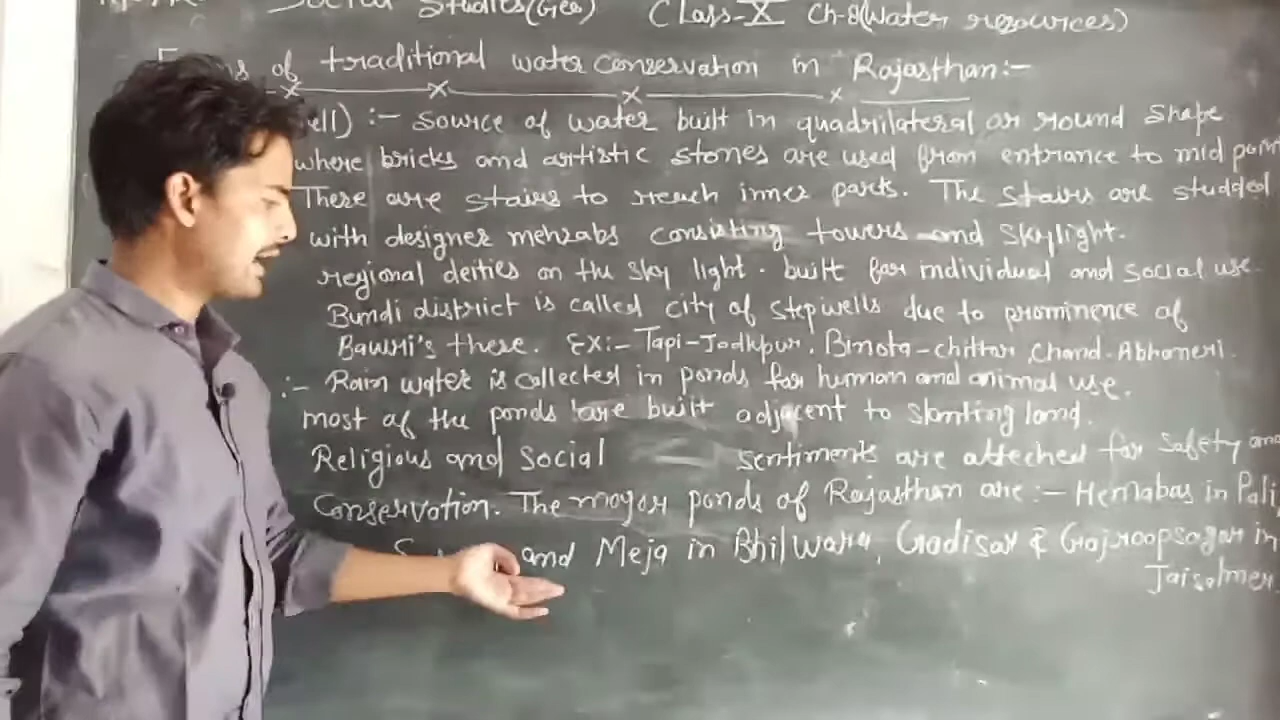 Social Studies(Geo) Class-X Ch-8(Water resources)
of traditional water conservation in Rajasthan:-
:- Source of water built in quadrilateral or round shape
where bricks and artistic stones are used from entrance to mid point
There are stairs to reach inner parts. The stairs are studded
with designer mehrabs consisting towers and skylight.
regional deities on the sky light. built for individual and social use.
Bundi district is called city of stepwells due to prominence of
Bawri's there. Ex:- Tapi-Jodhpur, Binota-chittor, Chand-Abhaneri.
:- Rain water is collected in ponds for human and animal use.
most of the ponds are built adjacent to slanting land.
Religious and social sentiments are atteched for safety and
Conservation. The mayor ponds of Rajasthan are:- Hemabas in Pali,
and Meja in Bhilwara, Gadisar & Gajroopsagar in
Jaisalmer.